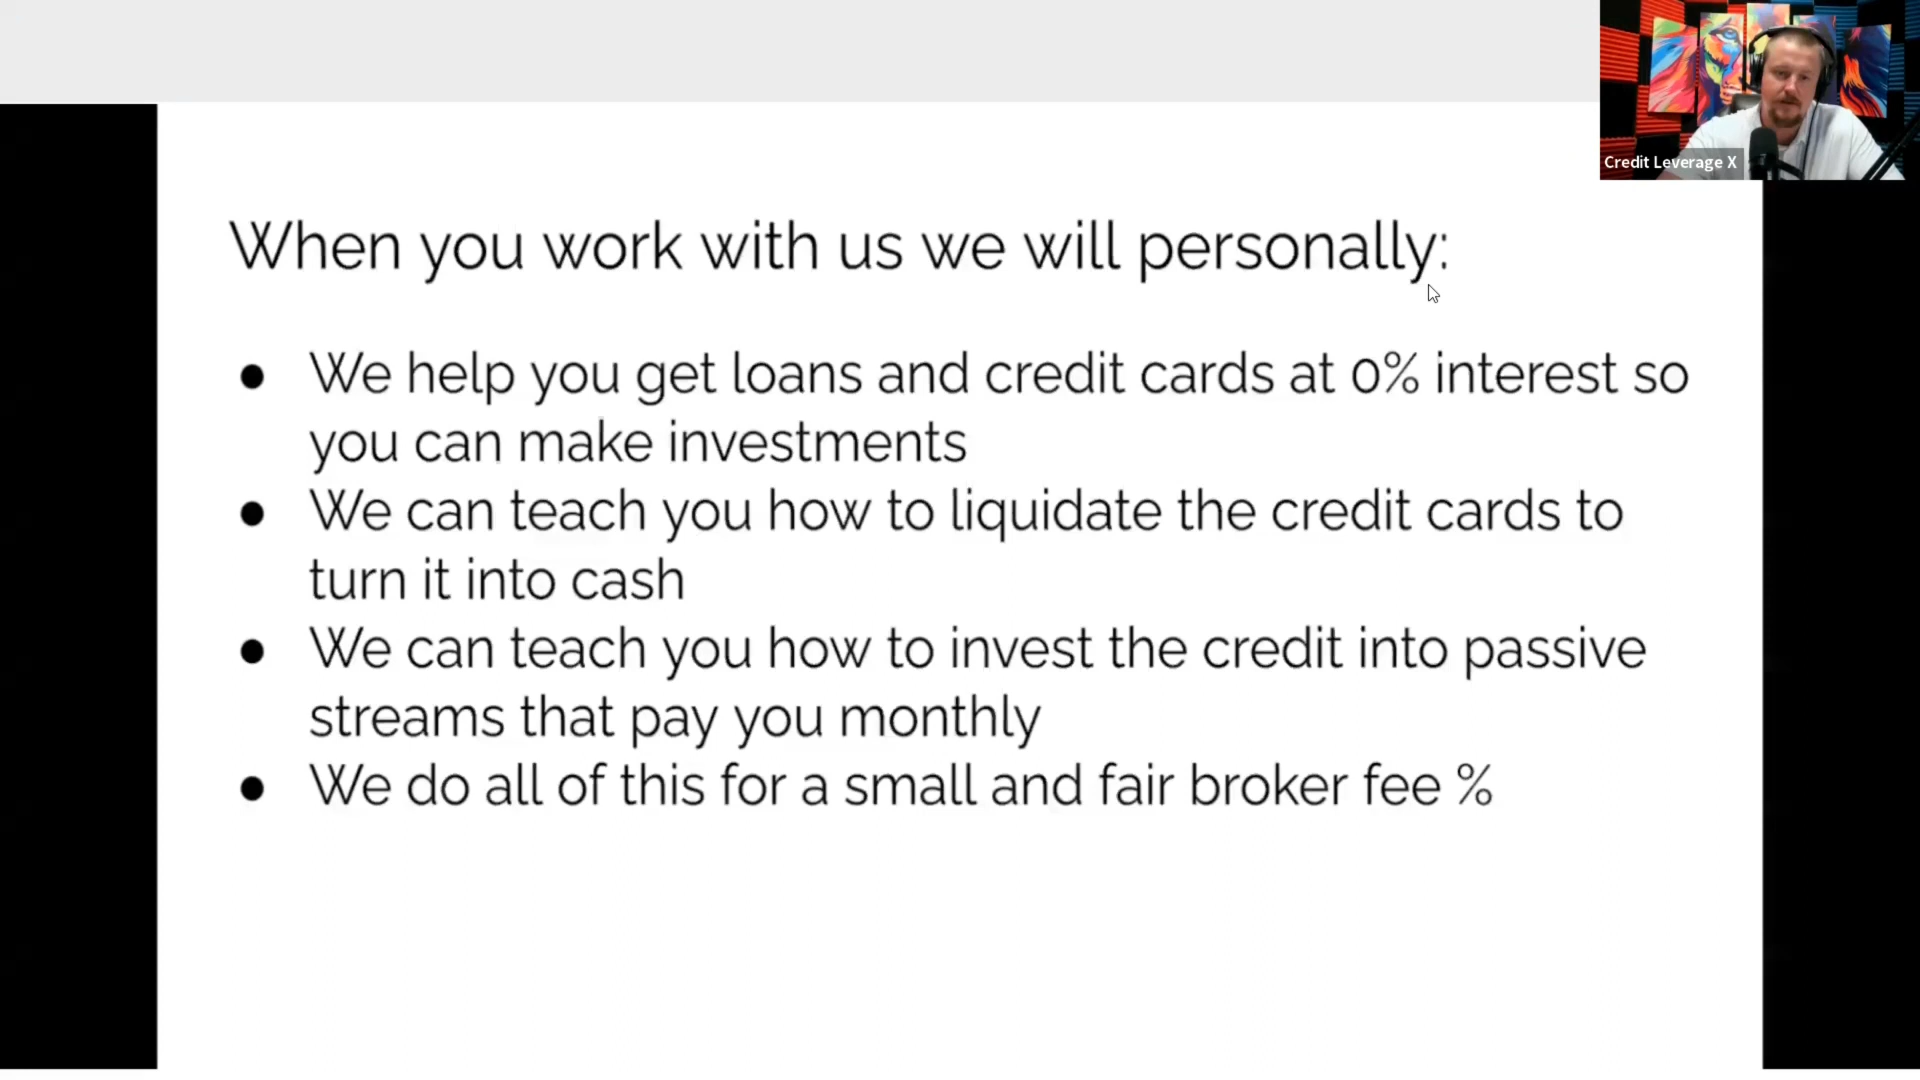 Credit Leverage X
When you work with us we will personally:
● We help you get loans and credit cards at 0% interest so
you can make investments
● We can teach you how to liquidate the credit cards to
turn it into cash
● We can teach you how to invest the credit into passive
streams that pay you monthly
● We do all of this for a small and fair broker fee %